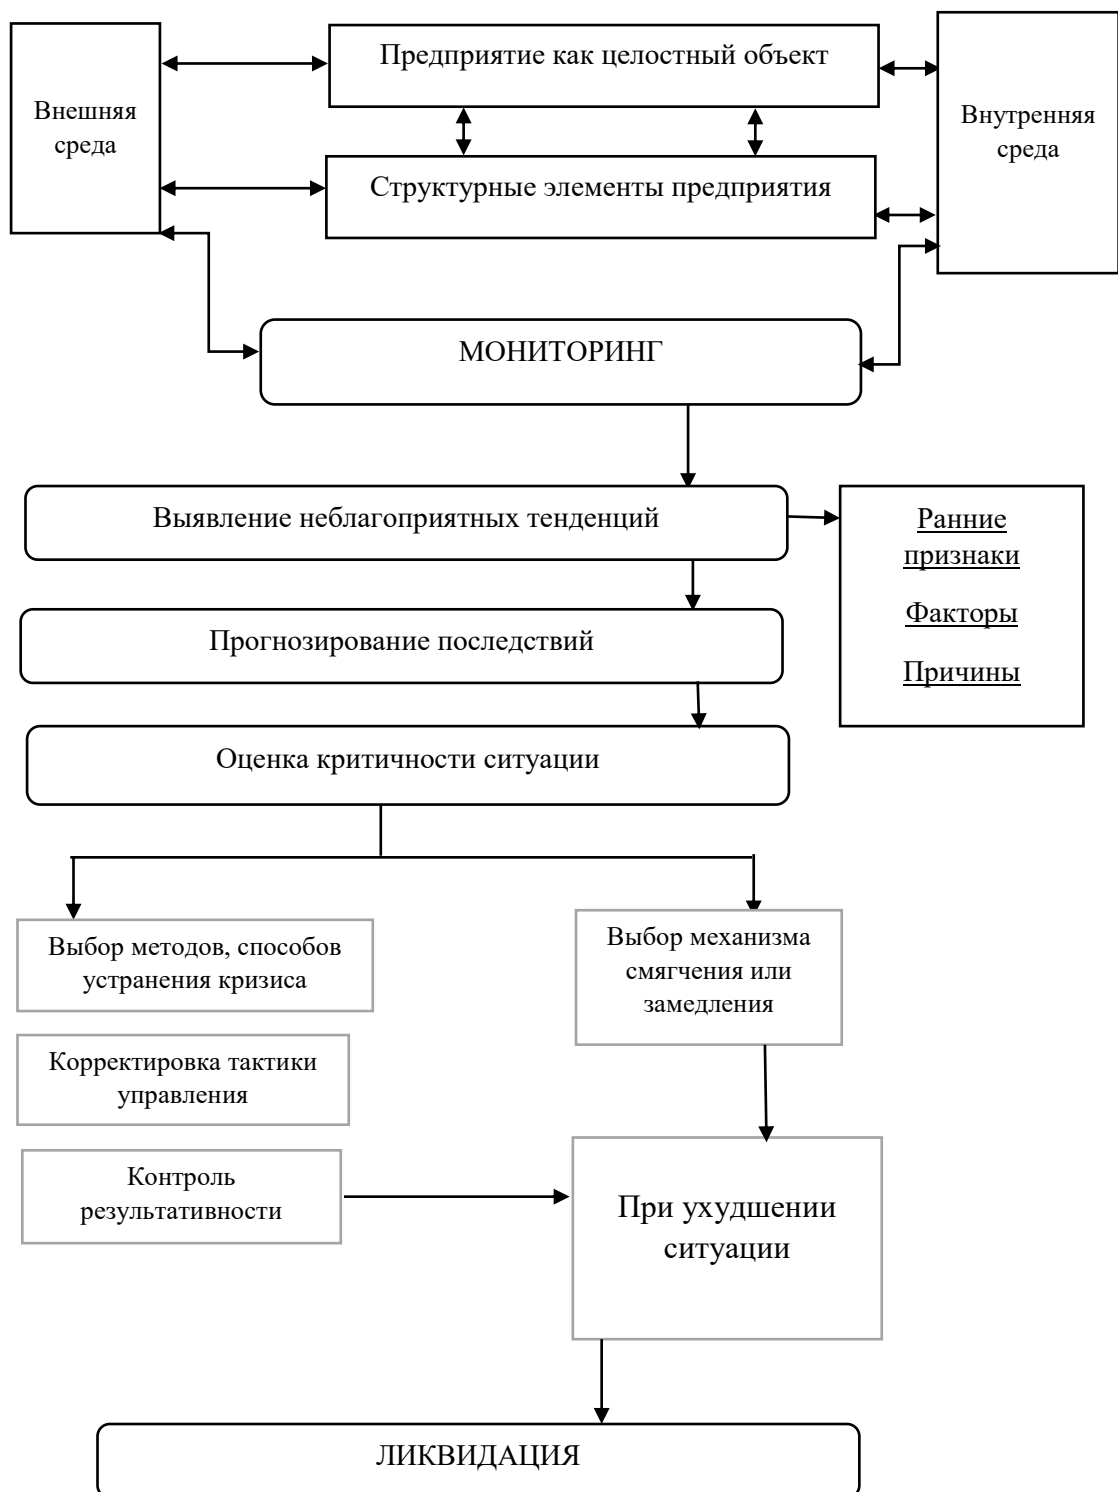 Предприятие как целостный объект
Внешняя
среда
Внутренняя
среда
Структурные элементы предприятия
МОНИТОРИНГ
Выявление неблагоприятных тенденций
Ранние
признаки
Факторы
Причины
Прогнозирование последствий
Оценка критичности ситуации
Выбор методов, способов
устранения кризиса
Выбор механизма
смягчения или
замедления
Корректировка тактики
управления
Контроль
результативности
При ухудшении
ситуации
ЛИКВИДАЦИЯ